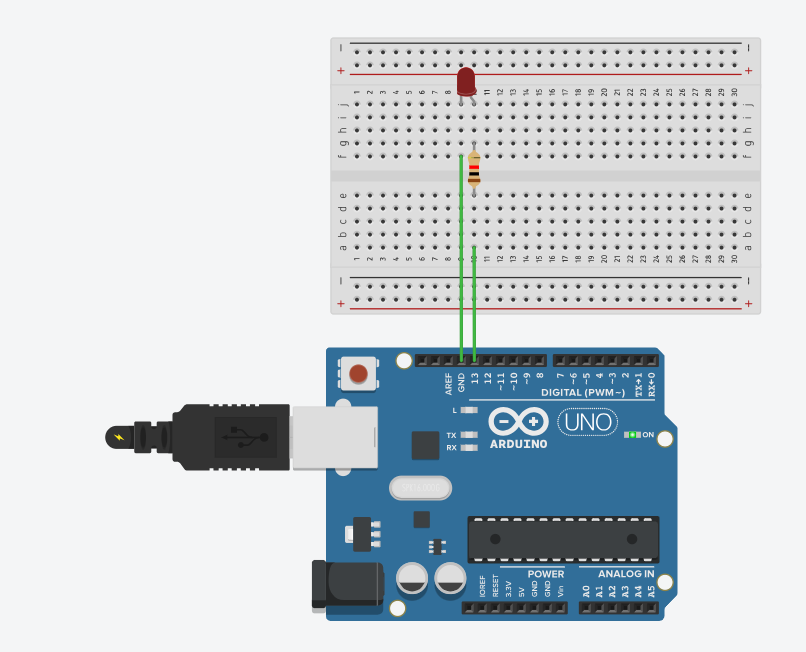 − −
+ +
1 2 3 4 5 6 7 8 11 12 13 14 15 16 17 18 19 20 21 22 23 24 25 26 27 28 29 30
j j
i i
h h
g g
f f
e e
d d
c c
b b
a a
1 2 3 4 5 6 7 8 10 11 12 13 14 15 16 17 18 19 20 21 22 23 24 25 26 27 28 29 30
− −
+ +
AREF GND 13 12 ~11 ~10 ~9 8 7 ~6 ~5 4 ~3 2 TX→1 RX←0
DIGITAL (PWM~)
L
TX
RX
ARDUINO
UNO
ON
POWER ANALOG IN
IOREF RESET 3.3V 5V GND GND Vin A0 A1 A2 A3 A4 A5